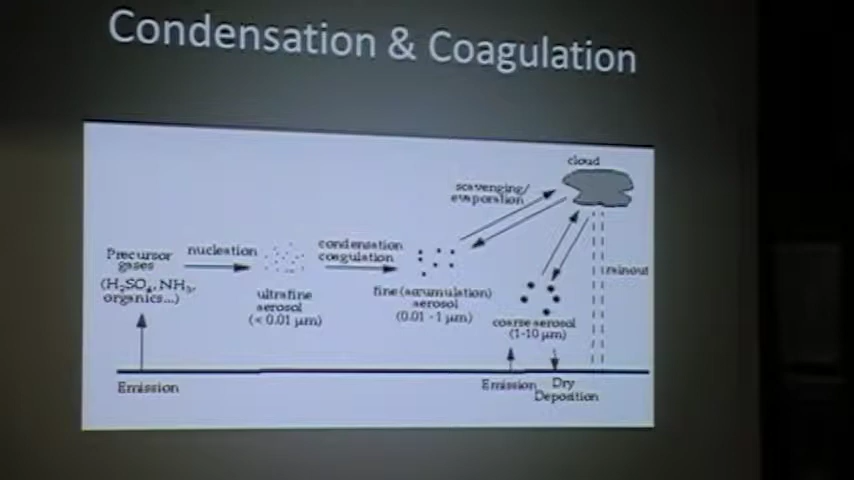 Condensation & Coagulation
cloud
scavenging/
evaporation
Precursor
gases
(H₂SO₄, NH₃,
organics...)
nucleation
ultrafine
aerosol
(< 0.01 µm)
condensation
coagulation
fine (accumulation)
aerosol
(0.01 - 1 µm)
coarse aerosol
(1-10 µm)
rainout
Emission
Emission
Dry
Deposition